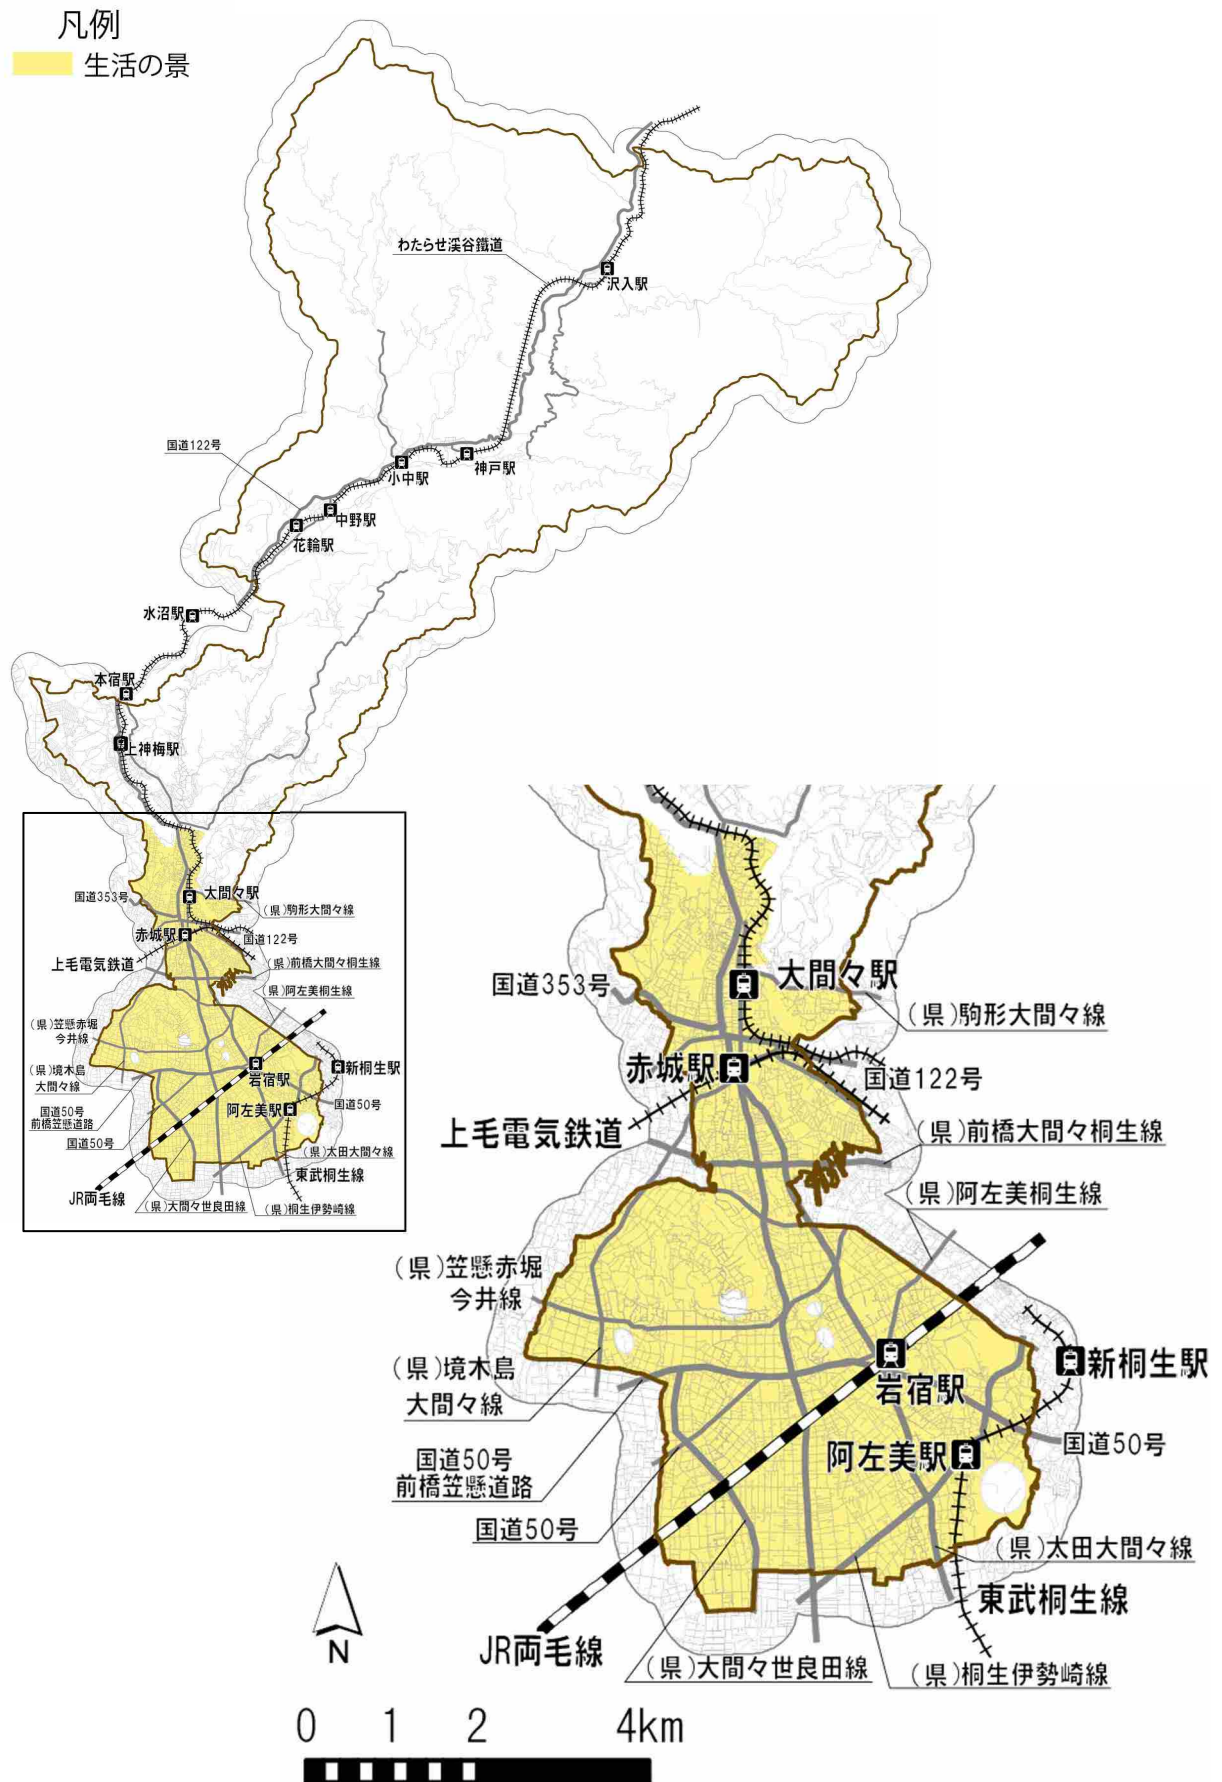 凡例
生活の景
わたらせ渓谷鐵道
沢入駅
国道122号
小中駅
神戸駅
中野駅
花輪駅
水沼駅
本宿駅
上神梅駅
国道353号
大間々駅
(県)駒形大間々線
赤城駅
国道122号
上毛電気鉄道
(県)前橋大間々桐生線
(県)阿左美桐生線
(県)笠懸赤堀
今井線
(県)境木島
大間々線
岩宿駅
新桐生駅
国道50号
前橋笠懸道路
阿左美駅
国道50号
国道50号
(県)太田大間々線
東武桐生線
JR両毛線
(県)大間々世良田線
(県)桐生伊勢崎線
国道353号
大間々駅
(県)駒形大間々線
赤城駅
国道122号
上毛電気鉄道
(県)前橋大間々桐生線
(県)阿左美桐生線
(県)笠懸赤堀
今井線
(県)境木島
大間々線
岩宿駅
新桐生駅
国道50号
前橋笠懸道路
阿左美駅
国道50号
国道50号
(県)太田大間々線
東武桐生線
JR両毛線
(県)大間々世良田線
(県)桐生伊勢崎線
N
0 1 2 4km